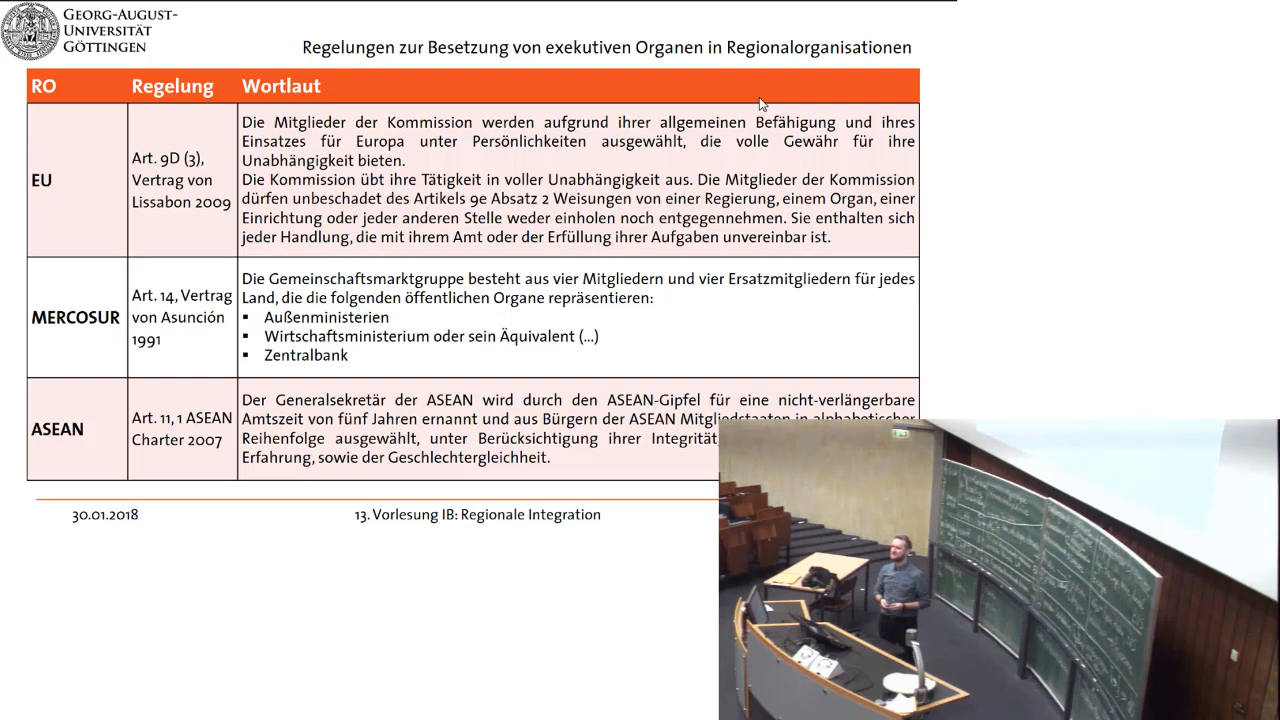 GEORG-AUGUST-
UNIVERSITÄT
GÖTTINGEN
Regelungen zur Besetzung von exekutiven Organen in Regionalorganisationen
RO Regelung Wortlaut
EU
Art. 9D (3),
Vertrag von
Lissabon 2009
Die Mitglieder der Kommission werden aufgrund ihrer allgemeinen Befähigung und ihres
Einsatzes für Europa unter Persönlichkeiten ausgewählt, die volle Gewähr für ihre
Unabhängigkeit bieten.
Die Kommission übt ihre Tätigkeit in voller Unabhängigkeit aus. Die Mitglieder der Kommission
dürfen unbeschadet des Artikels 9e Absatz 2 Weisungen von einer Regierung, einem Organ, einer
Einrichtung oder jeder anderen Stelle weder einholen noch entgegennehmen. Sie enthalten sich
jeder Handlung, die mit ihrem Amt oder der Erfüllung ihrer Aufgaben unvereinbar ist.
MERCOSUR
Art. 14, Vertrag
von Asunción
1991
Die Gemeinschaftsmarktgruppe besteht aus vier Mitgliedern und vier Ersatzmitgliedern für jedes
Land, die die folgenden öffentlichen Organe repräsentieren:
▪ Außenministerien
▪ Wirtschaftsministerium oder sein Äquivalent (…)
▪ Zentralbank
ASEAN
Art. 11, 1 ASEAN
Charter 2007
Der Generalsekretär der ASEAN wird durch den ASEAN-Gipfel für eine nicht-verlängerbare
Amtszeit von fünf Jahren ernannt und aus Bürgern der ASEAN Mitgliedstaaten in alphabetischer
Reihenfolge ausgewählt, unter Berücksichtigung ihrer Integrität,
Erfahrung, sowie der Geschlechtergleichheit.
30.01.2018
13. Vorlesung IB: Regionale Integration